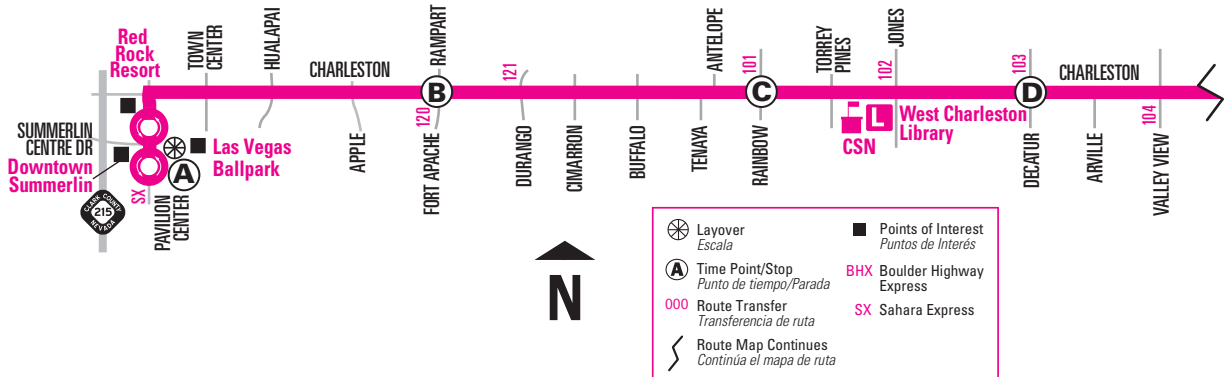 Red
Rock
Resort
TOWN
CENTER
HUALAPAI
CHARLESTON
RAMPART
B
120
FORT APACHE
121
ANTELOPE
101
C
TORREY
PINES
JONES
102
103
D
CHARLESTON
104
SUMMERLIN
CENTRE DR
Downtown
Summerlin
Las Vegas
Ballpark
A
SX
PAVILION
CENTER
CLARK COUNTY
215
NEVADA
APPLE
DURANGO
CIMARRON
BUFFALO
TENAYA
RAINBOW
CSN
L
West Charleston
Library
DECATUR
ARVILLE
VALLEY VIEW
N
Layover
Escala
A
Time Point/Stop
Punto de tiempo/Parada
000
Route Transfer
Transferencia de ruta
Route Map Continues
Continúa el mapa de ruta
Points of Interest
Puntos de Interés
BHX
Boulder Highway
Express
SX
Sahara Express